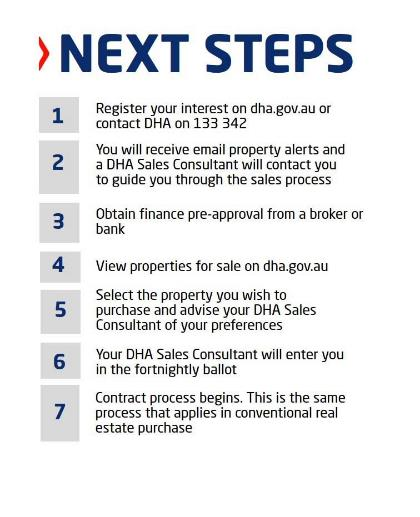 NEXT STEPS
1
Register your interest on dha.gov.au or
contact DHA on 133 342
2
You will receive email property alerts and
a DHA Sales Consultant will contact you
to guide you through the sales process
3
Obtain finance pre-approval from a broker or
bank
4
View properties for sale on dha.gov.au
5
Select the property you wish to
purchase and advise your DHA Sales
Consultant of your preferences
6
Your DHA Sales Consultant will enter you
in the fortnightly ballot
7
Contract process begins. This is the same
process that applies in conventional real
estate purchase